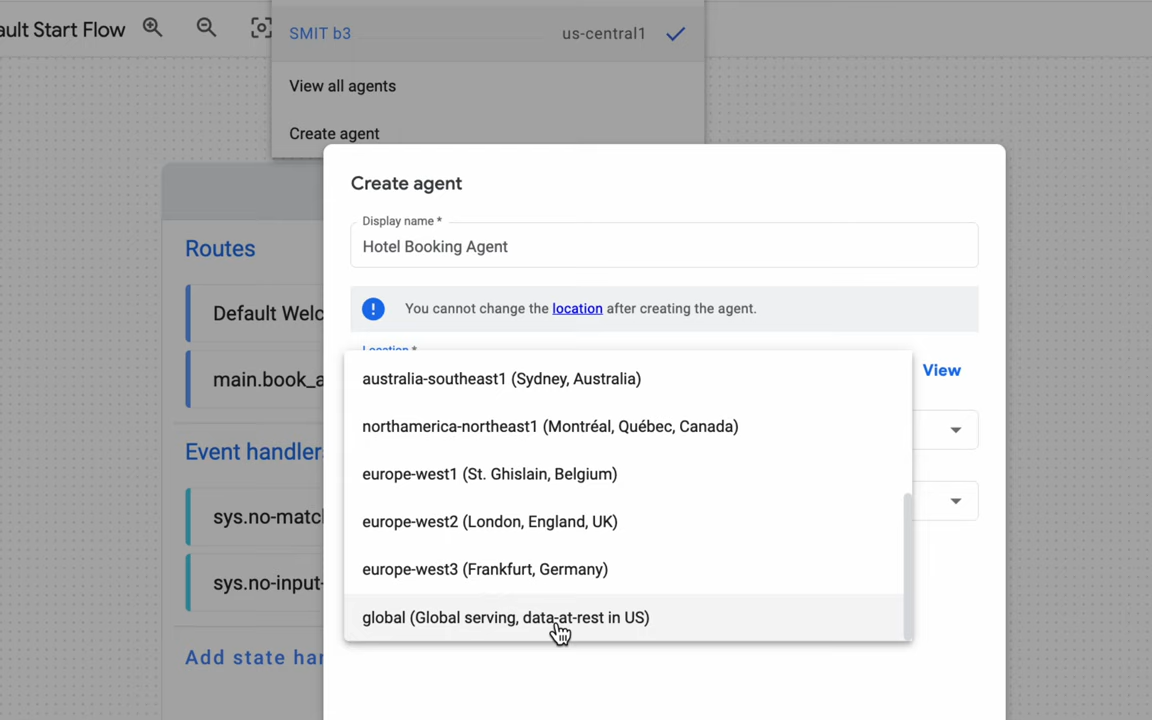 ault Start Flow
SMIT b3 us-central1
View all agents
Create agent
Create agent
Display name *
Hotel Booking Agent
You cannot change the location after creating the agent.
Location *
View
australia-southeast1 (Sydney, Australia)
northamerica-northeast1 (Montréal, Québec, Canada)
europe-west1 (St. Ghislain, Belgium)
europe-west2 (London, England, UK)
europe-west3 (Frankfurt, Germany)
global (Global serving, data-at-rest in US)
Routes
Default Welc
main.book_a
Event handler
sys.no-matc
sys.no-input-
Add state har